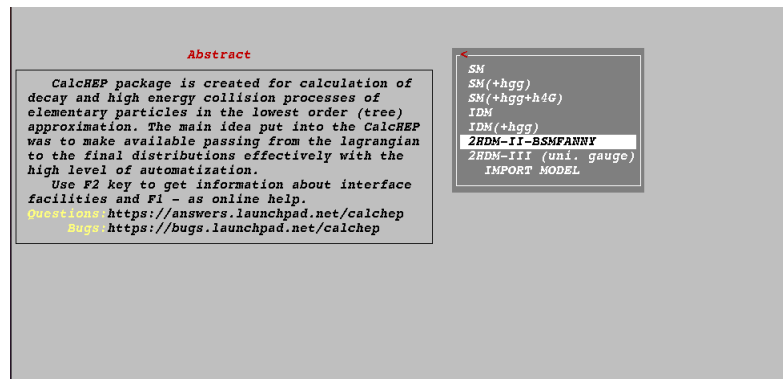 Abstract
CalcHEP package is created for calculation of
decay and high energy collision processes of
elementary particles in the lowest order (tree)
approximation. The main idea put into the CalcHEP
was to make available passing from the lagrangian
to the final distributions effectively with the
high level of automatization.
Use F2 key to get information about interface
facilities and F1 - as online help.
Questions:https://answers.launchpad.net/calchep
Bugs:https://bugs.launchpad.net/calchep
<
SM
SM(+hgg)
SM(+hgg+h4G)
IDM
IDM(+hgg)
2HDM-II-BSMFANNY
2HDM-III (uni. gauge)
IMPORT MODEL